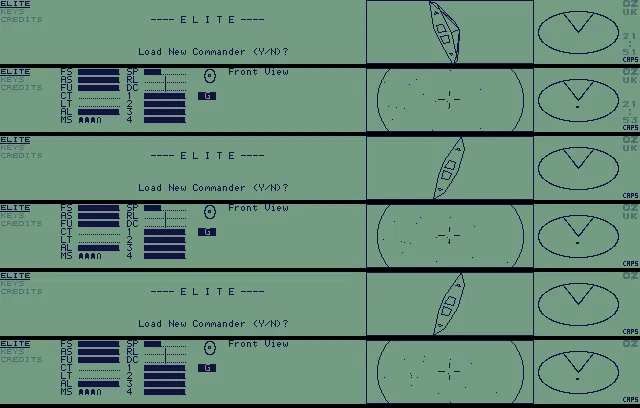 ELITE
KEYS
CREDITS
---- E L I T E ----
Load New Commander (Y/N)?
OZ
UK
21
51
CAPS
ELITE
KEYS
CREDITS
FS SP Front View
AS RL
FU DC
CT 1 G
LT 2
AL 3
MS 4
OZ
UK
21
53
CAPS
ELITE
KEYS
CREDITS
---- E L I T E ----
Load New Commander (Y/N)?
OZ
UK
CAPS
ELITE
KEYS
CREDITS
FS SP Front View
AS RL
FU DC
CT 1 G
LT 2
AL 3
MS 4
OZ
UK
CAPS
ELITE
KEYS
CREDITS
---- E L I T E ----
Load New Commander (Y/N)?
OZ
CAPS
ELITE
KEYS
CREDITS
FS SP Front View
AS RL
FU DC
CT 1 G
LT 2
AL 3
MS 4
OZ
CAPS